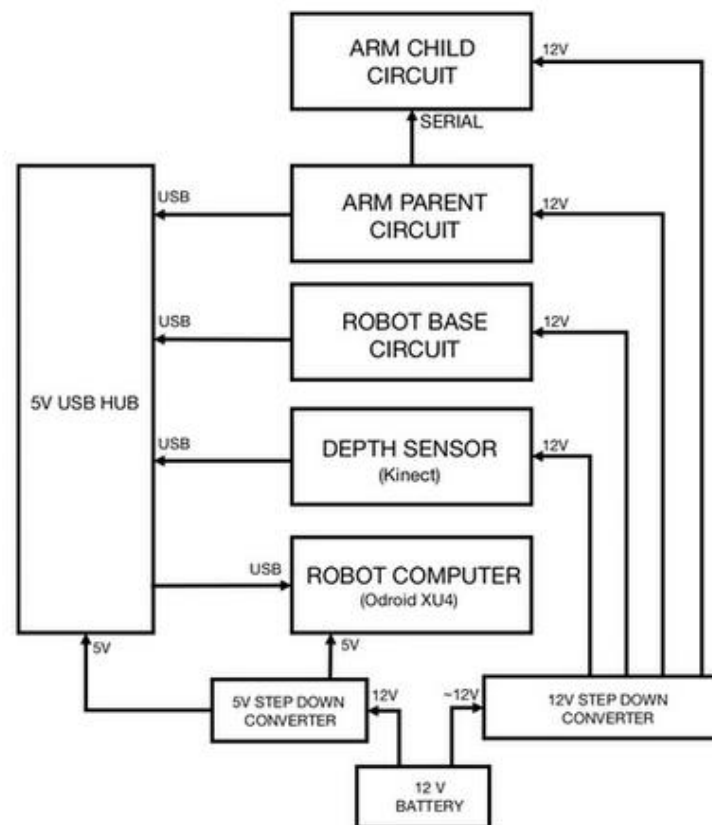 ARM CHILD
CIRCUIT
12V
SERIAL
USB
ARM PARENT
CIRCUIT
12V
USB
ROBOT BASE
CIRCUIT
12V
5V USB HUB
USB
DEPTH SENSOR
(Kinect)
12V
USB
ROBOT COMPUTER
(Odroid XU4)
5V
5V
5V STEP DOWN
CONVERTER
12V
~12V
12V STEP DOWN
CONVERTER
12 V
BATTERY